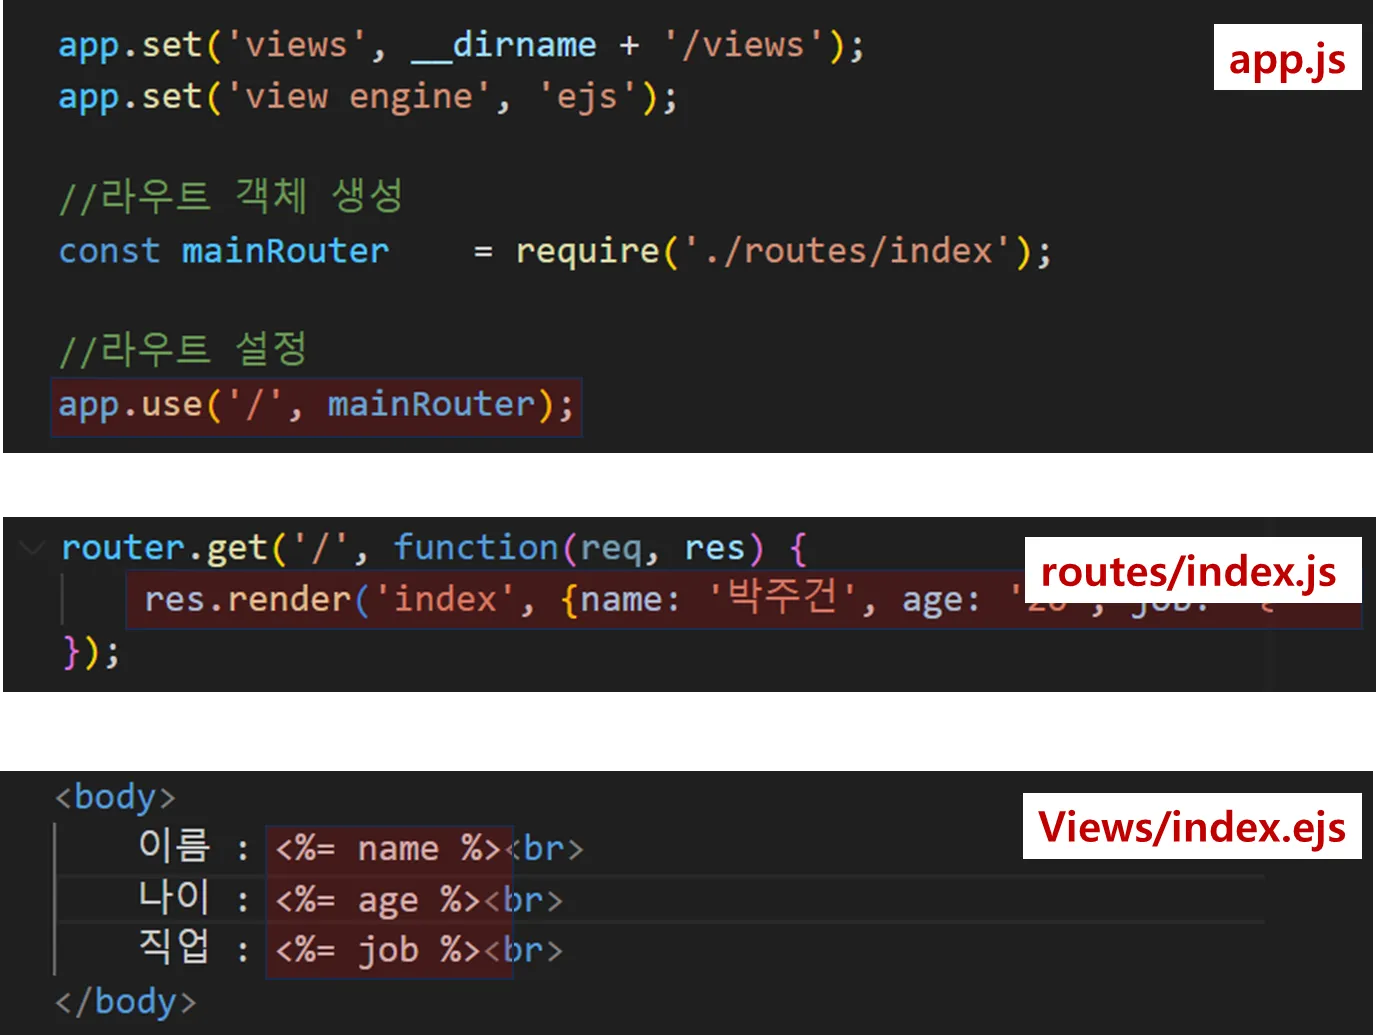 app.set('views', __dirname + '/views');
app.js
app.set('view engine', 'ejs');
//라우트 객체 생성
const mainRouter = require('./routes/index');
//라우트 설정
app.use('/', mainRouter);
router.get('/', function(req, res) {
routes/index.js
res.render('index', {name: '박주건', age:
});
<body>
Views/index.ejs
이름 : <%= name %><br>
나이 : <%= age %><br>
직업 : <%= job %><br>
</body>